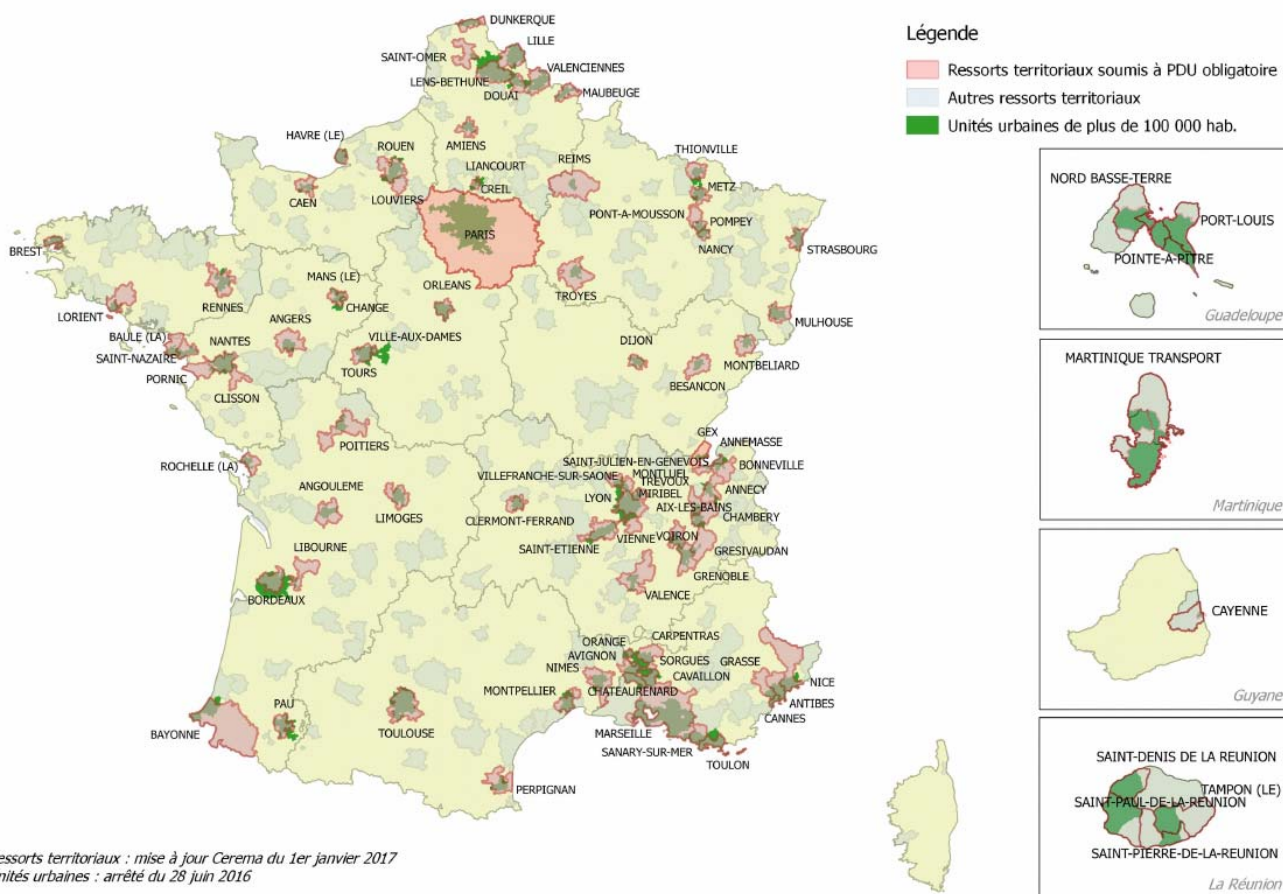 DUNKERQUE
LILLE
SAINT-OMER
VALENCIENNES
LENS-BETHUNE
DOUAI
MAUBEUGE
HAVRE (LE)
ROUEN
AMIENS
LIANCOURT
REIMS
THIONVILLE
CREIL
METZ
CAEN
LOUVIERS
PONT-A-MOUSSON
POMPEY
PARIS
NANCY
STRASBOURG
BREST
MANS (LE)
ORLEANS
TROYES
RENNES
CHANGE
LORIENT
ANGERS
MULHOUSE
BAULE (LA)
NANTES
VILLE-AUX-DAMES
DIJON
SAINT-NAZAIRE
TOURS
MONTBELIARD
PORNIC
BESANCON
CLISSON
POITIERS
GEX
ANNEMASSE
ROCHELLE (LA)
SAINT-JULIEN-EN-GENEVOIS
BONNEVILLE
VILLEFRANCHE-SUR-SAONE
MONTLUEL
TREVOUX
ANGOULEME
LYON
MIRIBEL
ANNECY
LIMOGES
AIX-LES-BAINS
CLERMONT-FERRAND
CHAMBERY
VIENNE
VOIRON
LIBOURNE
SAINT-ETIENNE
GRESIVAUDAN
GRENOBLE
BORDEAUX
VALENCE
ORANGE
CARPENTRAS
AVIGNON
SORGUES
GRASSE
NIMES
CAVAILLON
MONTPELLIER
CHATEAURENARD
NICE
PAU
ANTIBES
BAYONNE
TOULOUSE
MARSEILLE
CANNES
SANARY-SUR-MER
TOULON
PERPIGNAN
essorts territoriaux : mise à jour Cerema du 1er janvier 2017
nités urbaines : arrêté du 28 juin 2016
Légende
Ressorts territoriaux soumis à PDU obligatoire
Autres ressorts territoriaux
Unités urbaines de plus de 100 000 hab.
NORD BASSE-TERRE
PORT-LOUIS
POINTE-A-PITRE
Guadeloupe
MARTINIQUE TRANSPORT
Martinique
CAYENNE
Guyane
SAINT-DENIS DE LA REUNION
TAMPON (LE)
SAINT-PAUL-DE-LA-REUNION
SAINT-PIERRE-DE-LA-REUNION
La Réunion